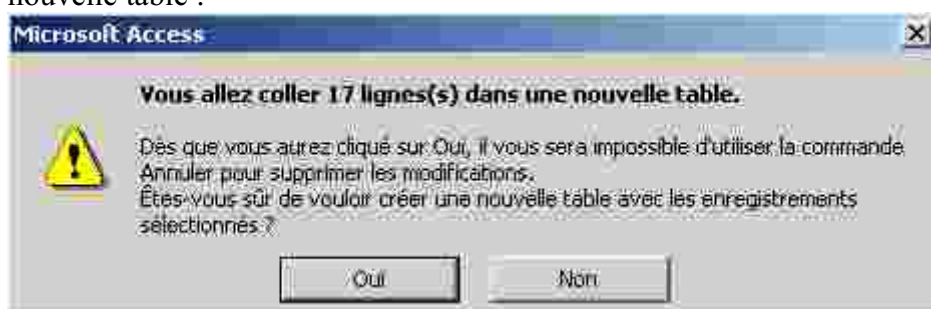 nouvelle table :
Microsoft Access
Vous allez coller 17 lignes(s) dans une nouvelle table.
Dès que vous aurez cliqué sur Oui, il vous sera impossible d'utiliser la commande
Annuler pour supprimer les modifications.
Êtes-vous sûr de vouloir créer une nouvelle table avec les enregistrements
sélectionnés ?
Oui
Non